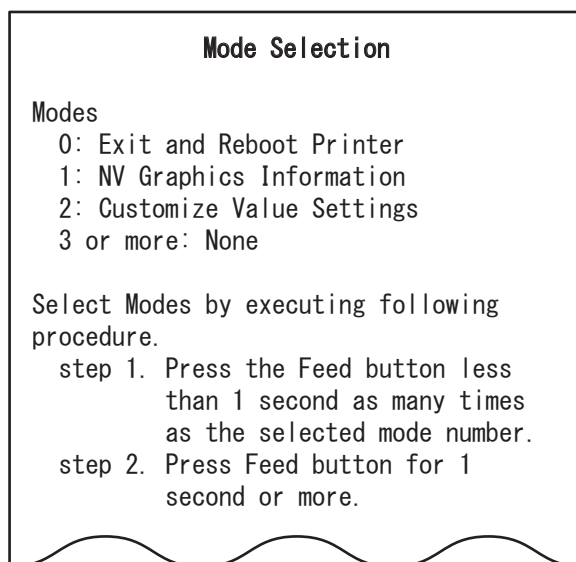 Mode Selection
Modes
0: Exit and Reboot Printer
1: NV Graphics Information
2: Customize Value Settings
3 or more: None
Select Modes by executing following
procedure.
step 1. Press the Feed button less
than 1 second as many times
as the selected mode number.
step 2. Press Feed button for 1
second or more.